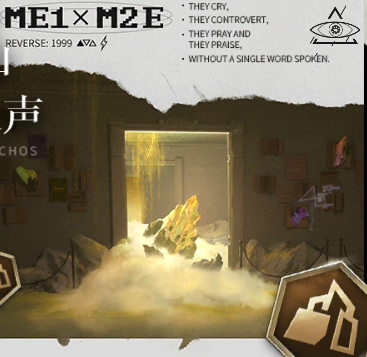 ME1×M2E
REVERSE: 1999
• THEY CRY,
• THEY CONTROVERT,
• THEY PRAY AND
THEY PRAISE,
• WITHOUT A SINGLE WORD SPOKEN.
声
CHOS